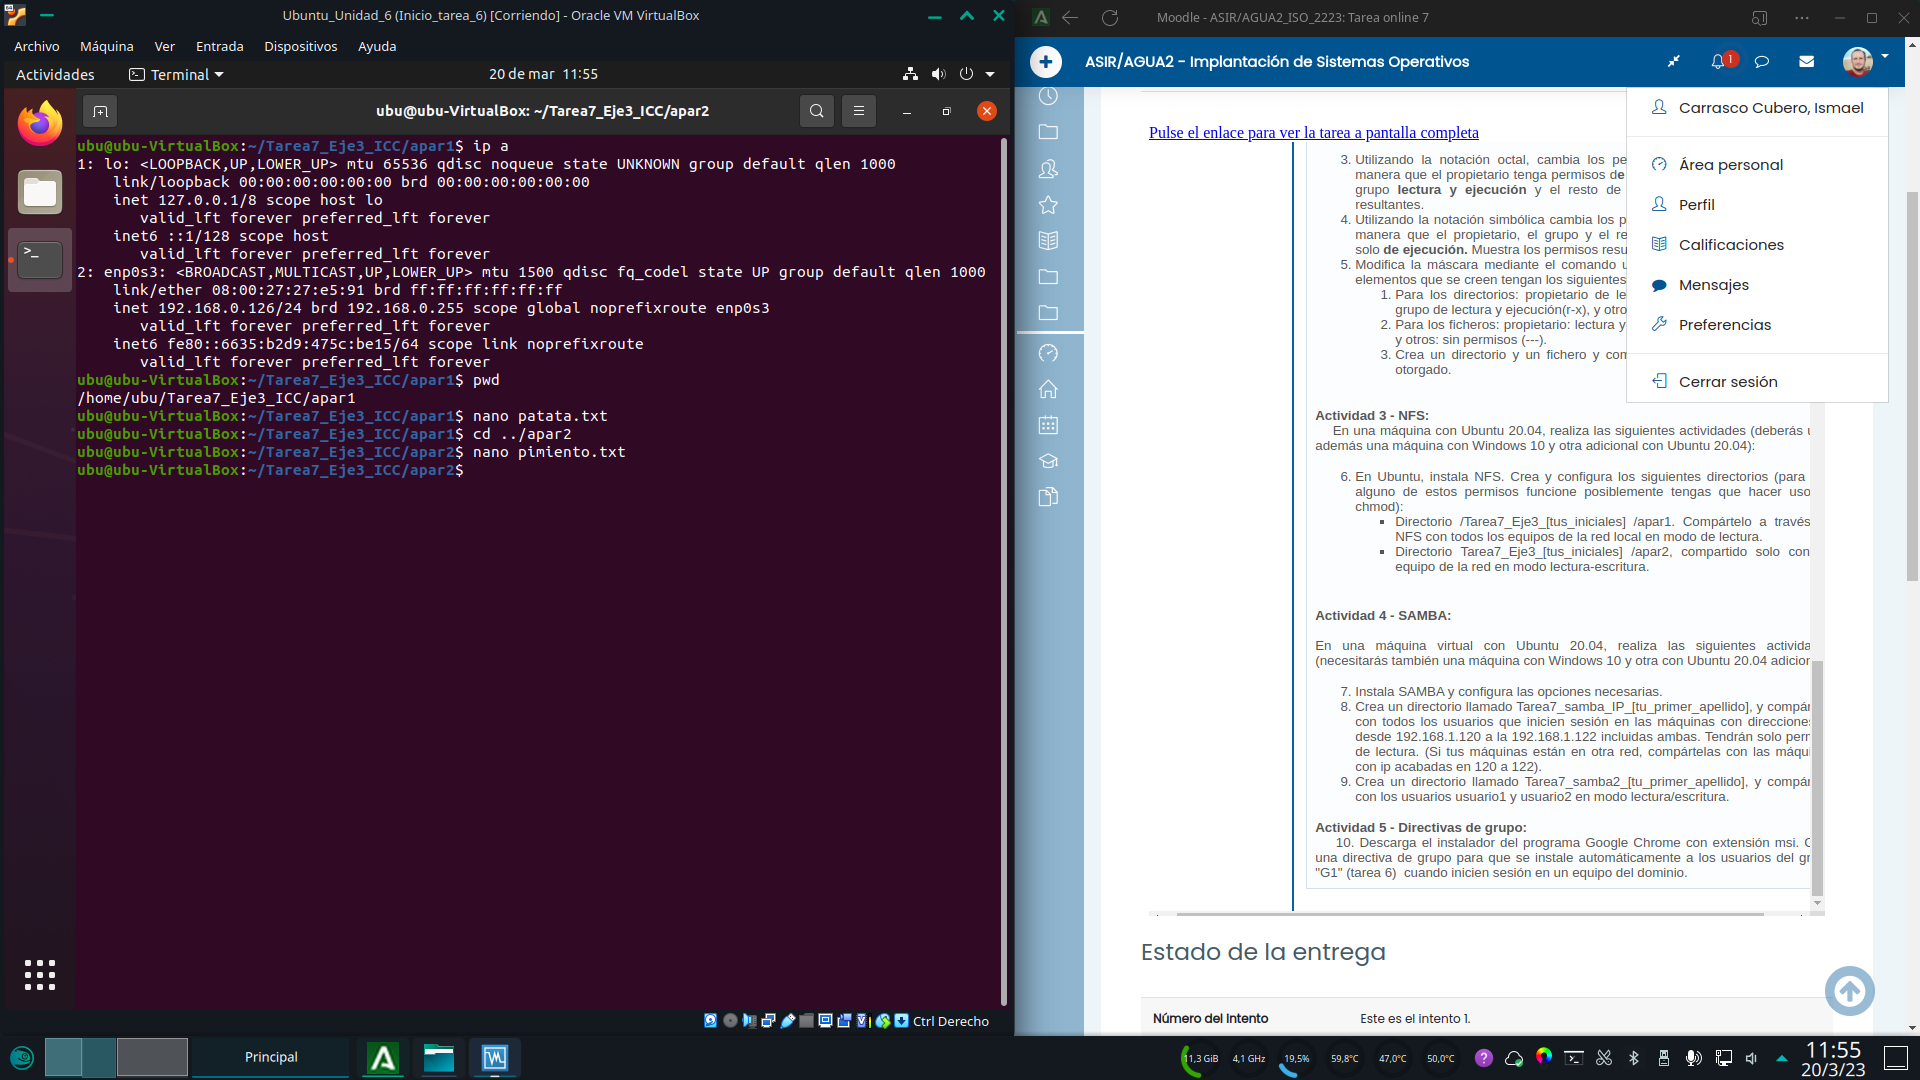 Ubuntu_Unidad_6 (Inicio_tarea_6) [Corriendo] - Oracle VM VirtualBox
Archivo Máquina Ver Entrada Dispositivos Ayuda
Actividades Terminal 20 de mar 11:55
ubu@ubu-VirtualBox: ~/Tarea7_Eje3_ICC/apar2
ubu@ubu-VirtualBox:~/Tarea7_Eje3_ICC/apar1$ ip a
1: lo: <LOOPBACK,UP,LOWER_UP> mtu 65536 qdisc noqueue state UNKNOWN group default qlen 1000
link/loopback 00:00:00:00:00:00 brd 00:00:00:00:00:00
inet 127.0.0.1/8 scope host lo
valid_lft forever preferred_lft forever
inet6 ::1/128 scope host
valid_lft forever preferred_lft forever
2: enp0s3: <BROADCAST,MULTICAST,UP,LOWER_UP> mtu 1500 qdisc fq_codel state UP group default qlen 1000
link/ether 08:00:27:27:e5:91 brd ff:ff:ff:ff:ff:ff
inet 192.168.0.126/24 brd 192.168.0.255 scope global noprefixroute enp0s3
valid_lft forever preferred_lft forever
inet6 fe80::6635:b2d9:475c:be15/64 scope link noprefixroute
valid_lft forever preferred_lft forever
ubu@ubu-VirtualBox:~/Tarea7_Eje3_ICC/apar1$ pwd
/home/ubu/Tarea7_Eje3_ICC/apar1
ubu@ubu-VirtualBox:~/Tarea7_Eje3_ICC/apar1$ nano patata.txt
ubu@ubu-VirtualBox:~/Tarea7_Eje3_ICC/apar1$ cd ../apar2
ubu@ubu-VirtualBox:~/Tarea7_Eje3_ICC/apar2$ nano pimiento.txt
ubu@ubu-VirtualBox:~/Tarea7_Eje3_ICC/apar2$
Ctrl Derecho
Moodle - ASIR/AGUA2_ISO_2223: Tarea online 7
ASIR/AGUA2 - Implantación de Sistemas Operativos
1
Carrasco Cubero, Ismael
Área personal
Perfil
Calificaciones
Mensajes
Preferencias
Cerrar sesión
Pulse el enlace para ver la tarea a pantalla completa
3. Utilizando la notación octal, cambia los pe
manera que el propietario tenga permisos de
grupo lectura y ejecución y el resto de
resultantes.
4. Utilizando la notación simbólica cambia los p
manera que el propietario, el grupo y el re
solo de ejecución. Muestra los permisos resu
5. Modifica la máscara mediante el comando u
elementos que se creen tengan los siguientes
1. Para los directorios: propietario de le
grupo de lectura y ejecución(r-x), y otro
2. Para los ficheros: propietario: lectura y
y otros: sin permisos (---).
3. Crea un directorio y un fichero y com
otorgado.
Actividad 3 - NFS:
En una máquina con Ubuntu 20.04, realiza las siguientes actividades (deberás u
además una máquina con Windows 10 y otra adicional con Ubuntu 20.04):
6. En Ubuntu, instala NFS. Crea y configura los siguientes directorios (para
alguno de estos permisos funcione posiblemente tengas que hacer uso
chmod):
▪ Directorio /Tarea7_Eje3_[tus_iniciales] /apar1. Compártelo a través
NFS con todos los equipos de la red local en modo de lectura.
▪ Directorio Tarea7_Eje3_[tus_iniciales] /apar2, compartido solo con
equipo de la red en modo lectura-escritura.
Actividad 4 - SAMBA:
En una máquina virtual con Ubuntu 20.04, realiza las siguientes activida
(necesitarás también una máquina con Windows 10 y otra con Ubuntu 20.04 adicion
7. Instala SAMBA y configura las opciones necesarias.
8. Crea un directorio llamado Tarea7_samba_IP_[tu_primer_apellido], y compár
con todos los usuarios que inicien sesión en las máquinas con direcciones
desde 192.168.1.120 a la 192.168.1.122 incluidas ambas. Tendrán solo perm
de lectura. (Si tus máquinas están en otra red, compártelas con las máqui
con ip acabadas en 120 a 122).
9. Crea un directorio llamado Tarea7_samba2_[tu_primer_apellido], y compár
con los usuarios usuario1 y usuario2 en modo lectura/escritura.
Actividad 5 - Directivas de grupo:
10. Descarga el instalador del programa Google Chrome con extensión msi. C
una directiva de grupo para que se instale automáticamente a los usuarios del gr
"G1" (tarea 6) cuando inicien sesión en un equipo del dominio.
Estado de la entrega
Número del Intento Este es el intento 1.
Principal
11,3 GiB 4,1 GHz 19,5% 59,8°C 47,0°C 50,0°C
11:55
20/3/23